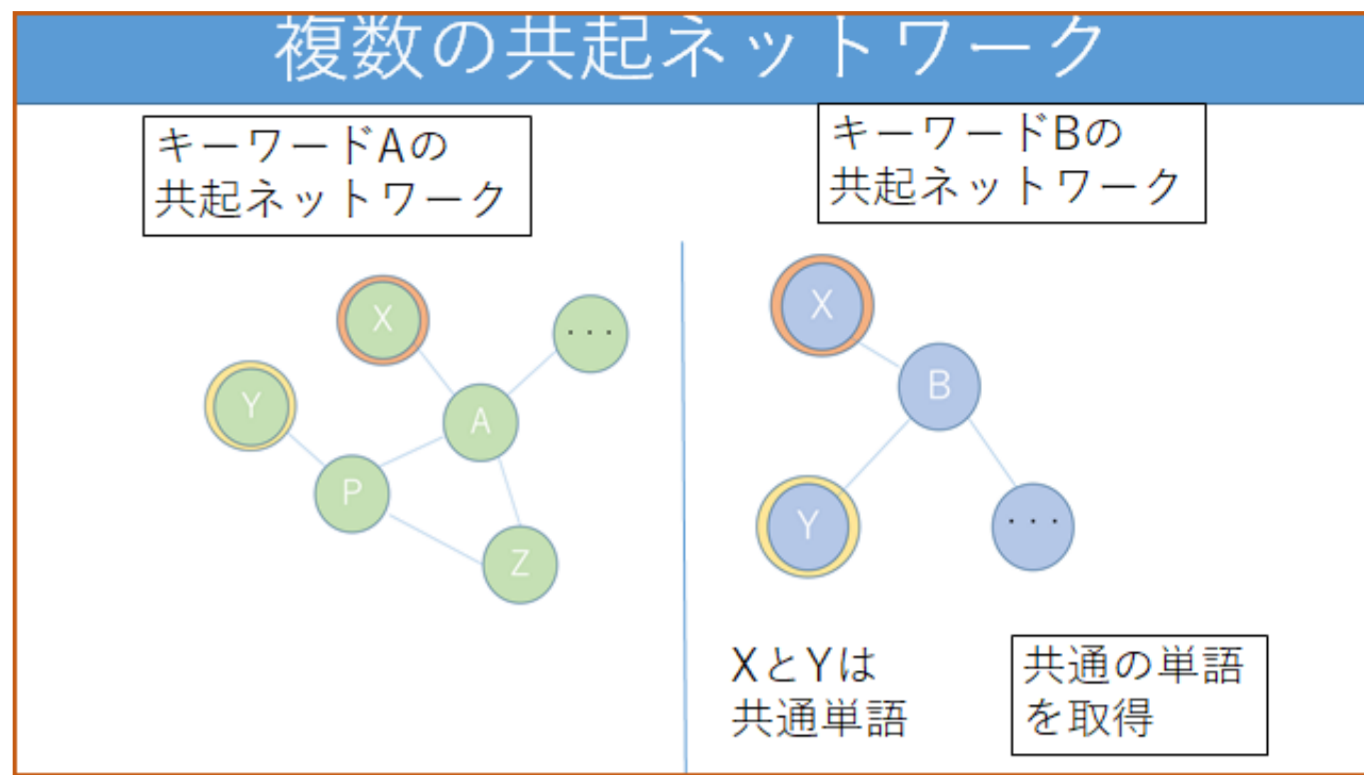 複数の共起ネットワーク
キーワードAの
共起ネットワーク
X
･･･
Y
A
P
Z
キーワードBの
共起ネットワーク
X
B
Y
･･･
XとYは
共通単語
共通の単語
を取得